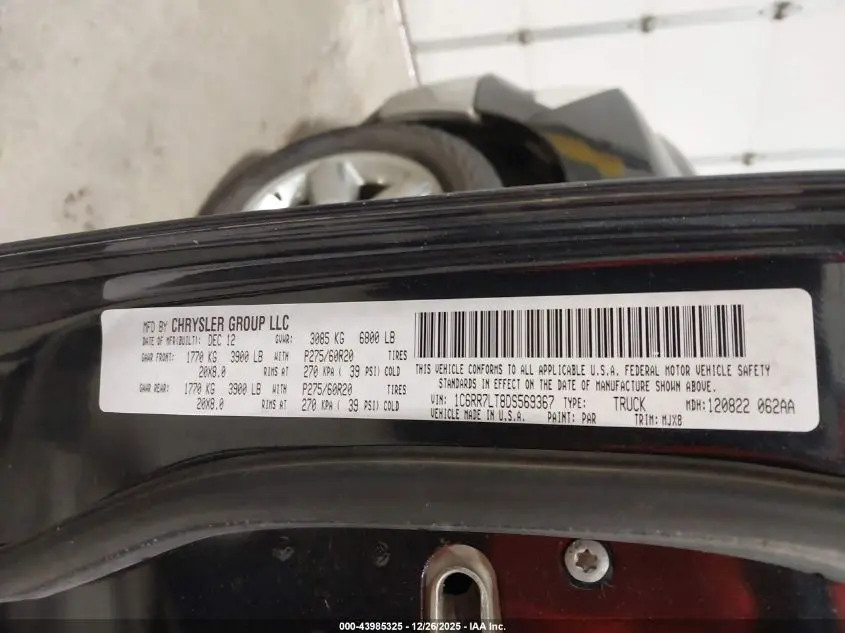 MFD BY CHRYSLER GROUP LLC
DATE OF MFR(BUILT): DEC 12 GVWR: 3085 KG 6800 LB
GAWR FRONT: 1770 KG 3900 LB WITH P275/60R20 TIRES
20X8.0 RIMS AT 270 KPA ( 39 PSI) COLD
GAWR REAR: 1770 KG 3900 LB WITH P275/60R20 TIRES
20X8.0 RIMS AT 270 KPA ( 39 PSI) COLD
THIS VEHICLE CONFORMS TO ALL APPLICABLE U.S.A. FEDERAL MOTOR VEHICLE SAFETY
STANDARDS IN EFFECT ON THE DATE OF MANUFACTURE SHOWN ABOVE.
VIN: 1C6RR7LT8DS569367 TYPE: TRUCK MDH: 120822 062AA
VEHICLE MADE IN U.S.A. PAINT: PAR TRIM: MJX8
000-43985325 - 12/26/2025 - IAA Inc.